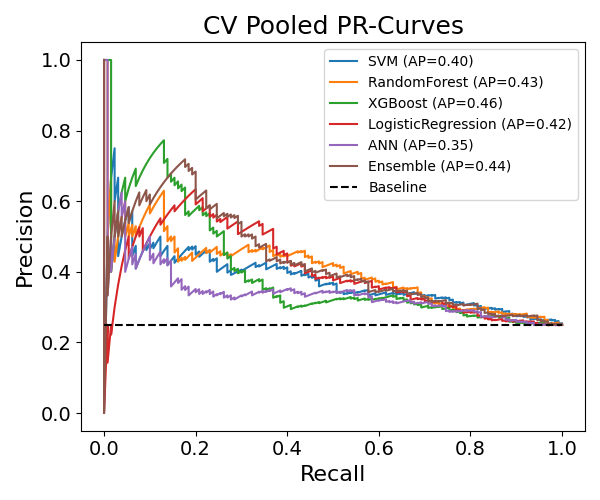 CV Pooled PR-Curves
SVM (AP=0.40)
RandomForest (AP=0.43)
XGBoost (AP=0.46)
LogisticRegression (AP=0.42)
ANN (AP=0.35)
Ensemble (AP=0.44)
Baseline
Precision
1.0
0.8
0.6
0.4
0.2
0.0
0.0 0.2 0.4 0.6 0.8 1.0
Recall